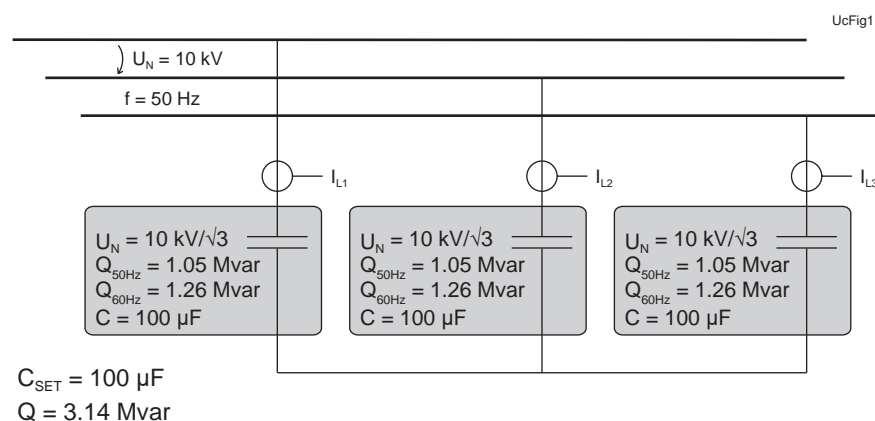 UcFig1
U_N = 10 kV
f = 50 Hz
I_L1
I_L2
I_L3
U_N = 10 kV/√3
Q_50Hz = 1.05 Mvar
Q_60Hz = 1.26 Mvar
C = 100 µF
U_N = 10 kV/√3
Q_50Hz = 1.05 Mvar
Q_60Hz = 1.26 Mvar
C = 100 µF
U_N = 10 kV/√3
Q_50Hz = 1.05 Mvar
Q_60Hz = 1.26 Mvar
C = 100 µF
C_SET = 100 µF
Q = 3.14 Mvar